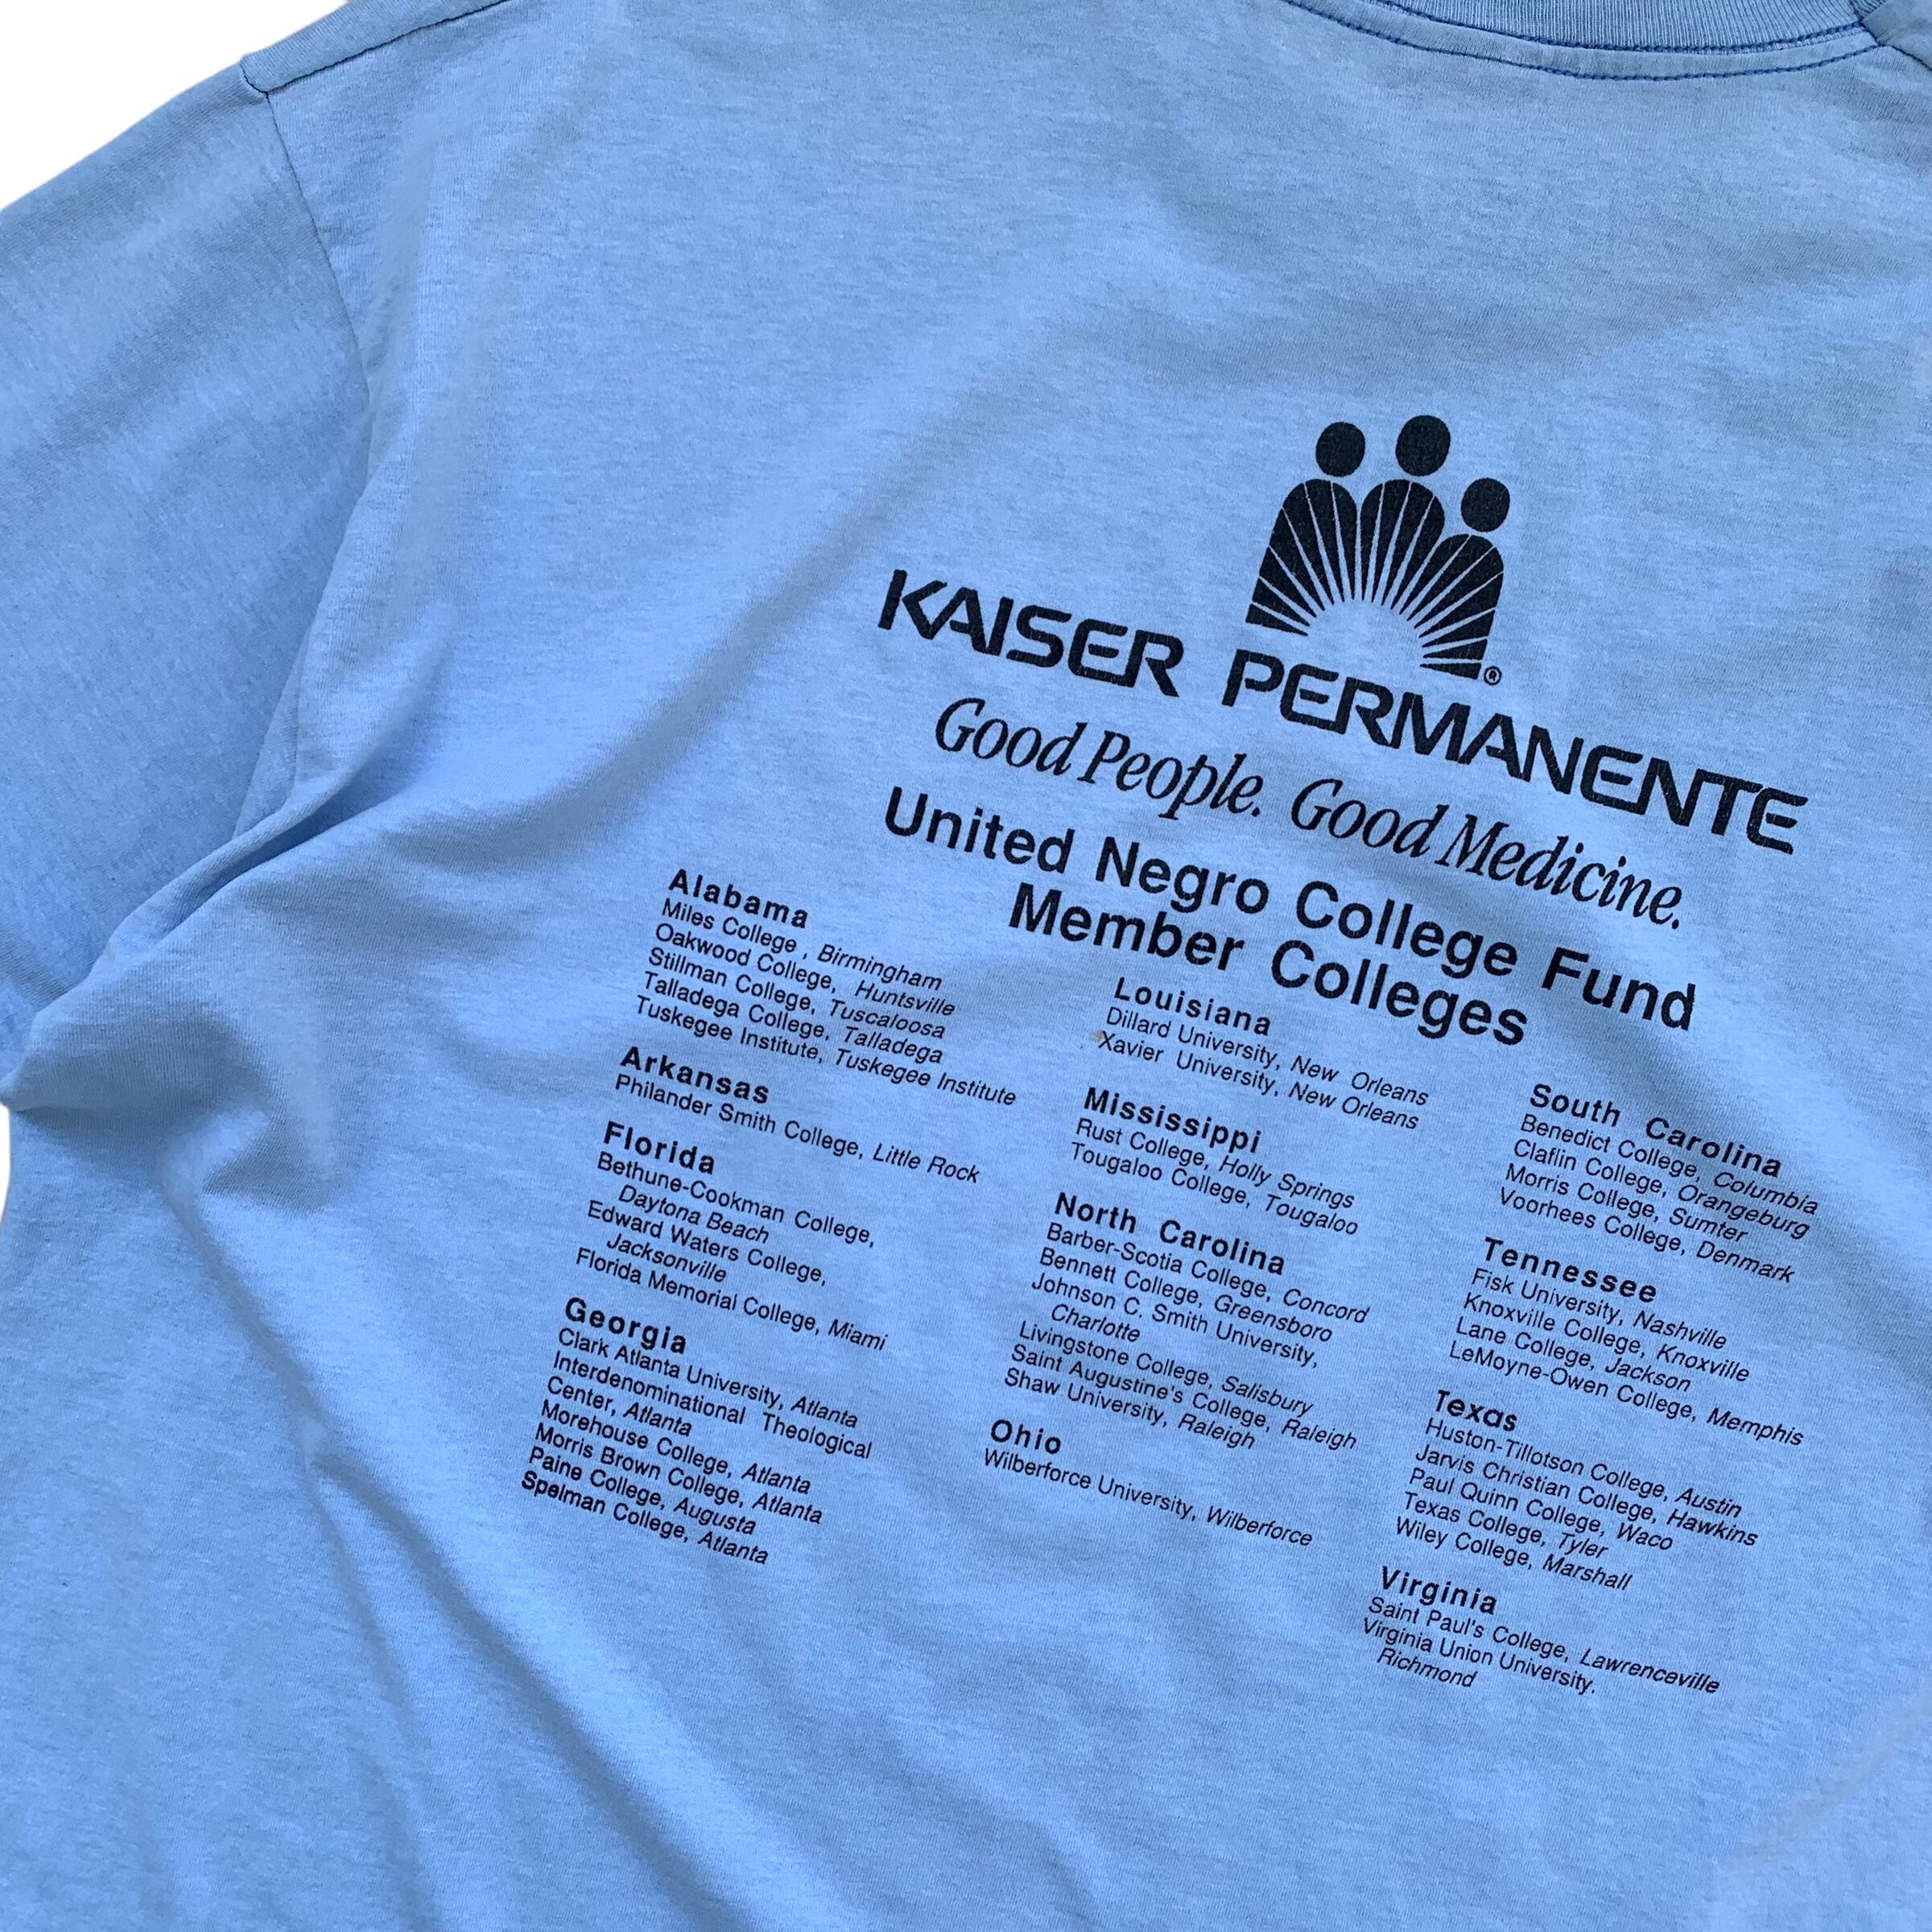 ®
KAISER PERMANENTE
Good People. Good Medicine.
United Negro College Fund
Member Colleges
Alabama
Miles College , Birmingham
Oakwood College, Huntsville
Stillman College, Tuscaloosa
Talladega College, Talladega
Tuskegee Institute, Tuskegee Institute
Arkansas
Philander Smith College, Little Rock
Florida
Bethune-Cookman College,
Daytona Beach
Edward Waters College,
Jacksonville
Florida Memorial College, Miami
Georgia
Clark Atlanta University, Atlanta
Interdenominational Theological
Center, Atlanta
Morehouse College, Atlanta
Morris Brown College, Atlanta
Paine College, Augusta
Spelman College, Atlanta
Louisiana
Dillard University, New Orleans
Xavier University, New Orleans
Mississippi
Rust College, Holly Springs
Tougaloo College, Tougaloo
North Carolina
Barber-Scotia College, Concord
Bennett College, Greensboro
Johnson C. Smith University,
Charlotte
Livingstone College, Salisbury
Saint Augustine's College, Raleigh
Shaw University, Raleigh
Ohio
Wilberforce University, Wilberforce
South Carolina
Benedict College, Columbia
Claflin College, Orangeburg
Morris College, Sumter
Voorhees College, Denmark
Tennessee
Fisk University, Nashville
Knoxville College, Knoxville
Lane College, Jackson
LeMoyne-Owen College, Memphis
Texas
Huston-Tillotson College, Austin
Jarvis Christian College, Hawkins
Paul Quinn College, Waco
Texas College, Tyler
Wiley College, Marshall
Virginia
Saint Paul's College, Lawrenceville
Virginia Union University.
Richmond